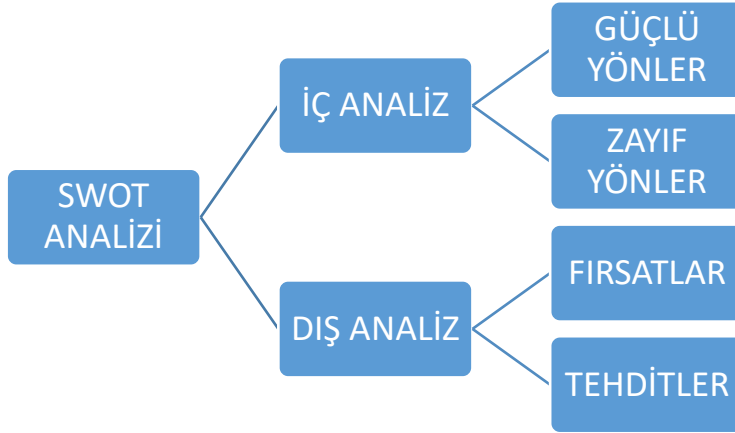 SWOT
ANALİZİ
İÇ ANALİZ
GÜÇLÜ
YÖNLER
ZAYIF
YÖNLER
DIŞ ANALİZ
FIRSATLAR
TEHDİTLER